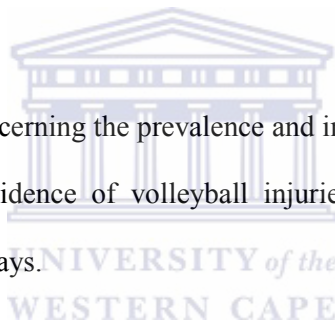 cerning the prevalence and in
idence of volleyball injurie
ays.
UNIVERSITY of the
WESTERN CAPE